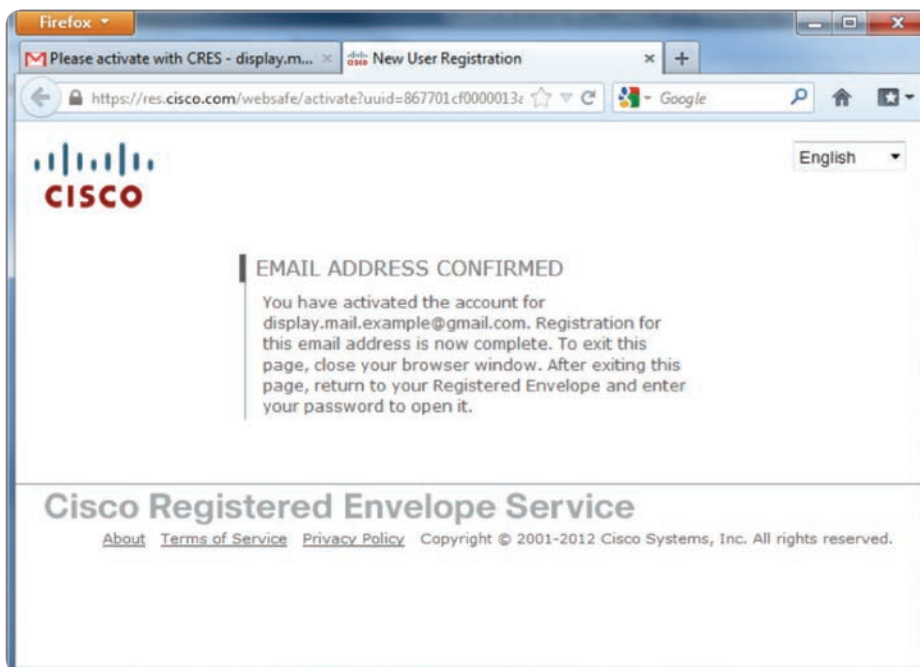 Firefox
Please activate with CRES - display.m...
New User Registration
https://res.cisco.com/websafe/activate?uuid=867701cf0000013
Google
English
CISCO
EMAIL ADDRESS CONFIRMED
You have activated the account for
display.mail.example@gmail.com. Registration for
this email address is now complete. To exit this
page, close your browser window. After exiting this
page, return to your Registered Envelope and enter
your password to open it.
Cisco Registered Envelope Service
About Terms of Service Privacy Policy Copyright © 2001-2012 Cisco Systems, Inc. All rights reserved.